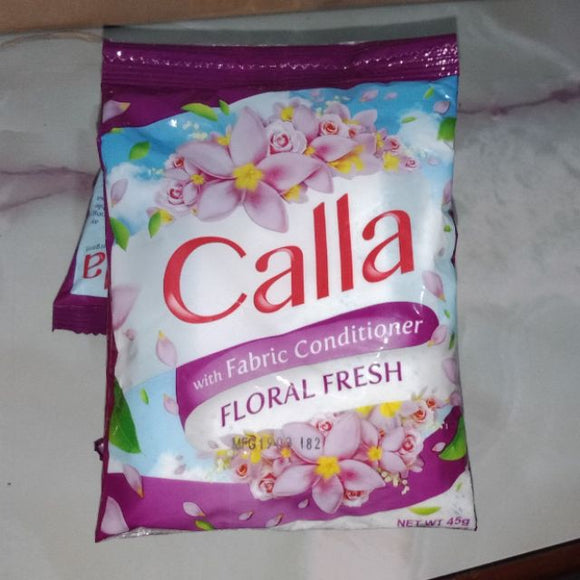 Calla
with Fabric Conditioner
FLORAL FRESH
NET WT 45g